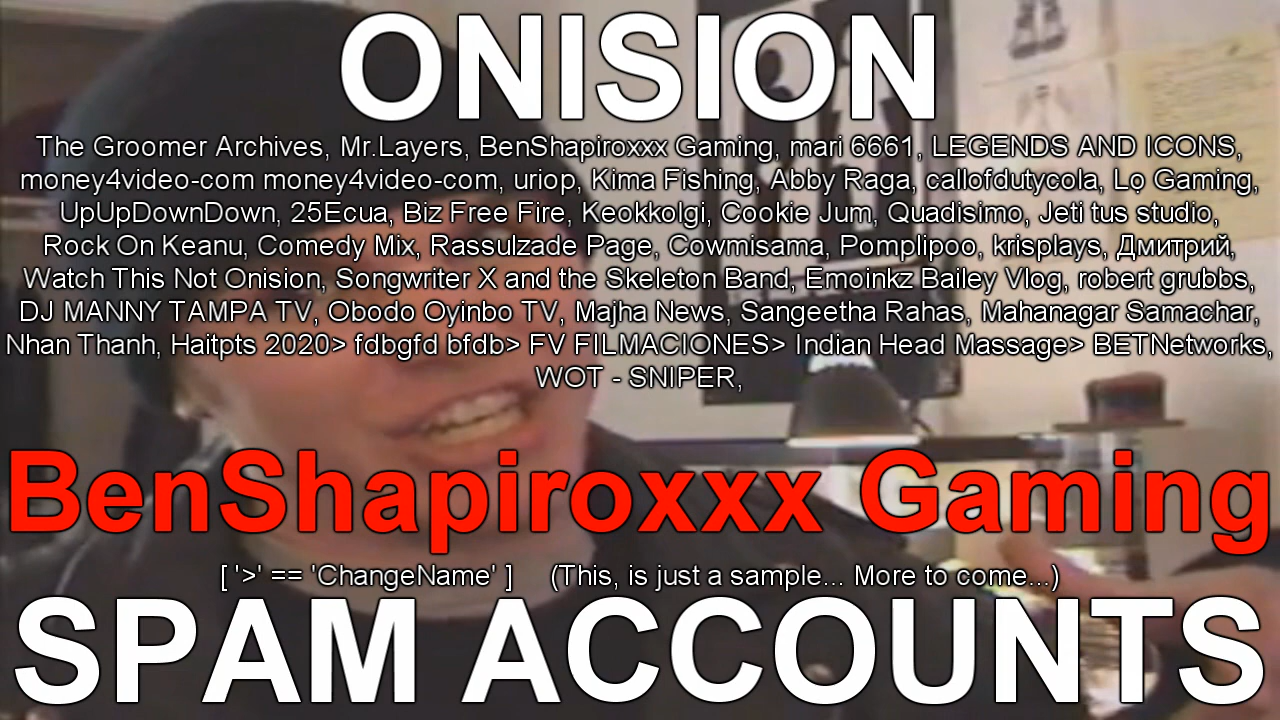 ONISION
The Groomer Archives, Mr.Layers, BenShapiroxxx Gaming, mari 6661, LEGENDS AND ICONS,
money4video-com money4video-com, uriop, Kima Fishing, Abby Raga, callofdutycola, Lọ Gaming,
UpUpDownDown, 25Ecua, Biz Free Fire, Keokkolgi, Cookie Jum, Quadisimo, Jeti tus studio,
Rock On Keanu, Comedy Mix, Rassulzade Page, Cowmisama, Pomplipoo, krisplays, Дмитрий,
Watch This Not Onision, Songwriter X and the Skeleton Band, Emoinkz Bailey Vlog, robert grubbs,
DJ MANNY TAMPA TV, Obodo Oyinbo TV, Majha News, Sangeetha Rahas, Mahanagar Samachar,
Nhan Thanh, Haitpts 2020> fdbgfd bfdb> FV FILMACIONES> Indian Head Massage> BETNetworks,
WOT - SNIPER,
BenShapiroxxx Gaming
[ '>' == 'ChangeName' ] (This, is just a sample... More to come...)
SPAM ACCOUNTS